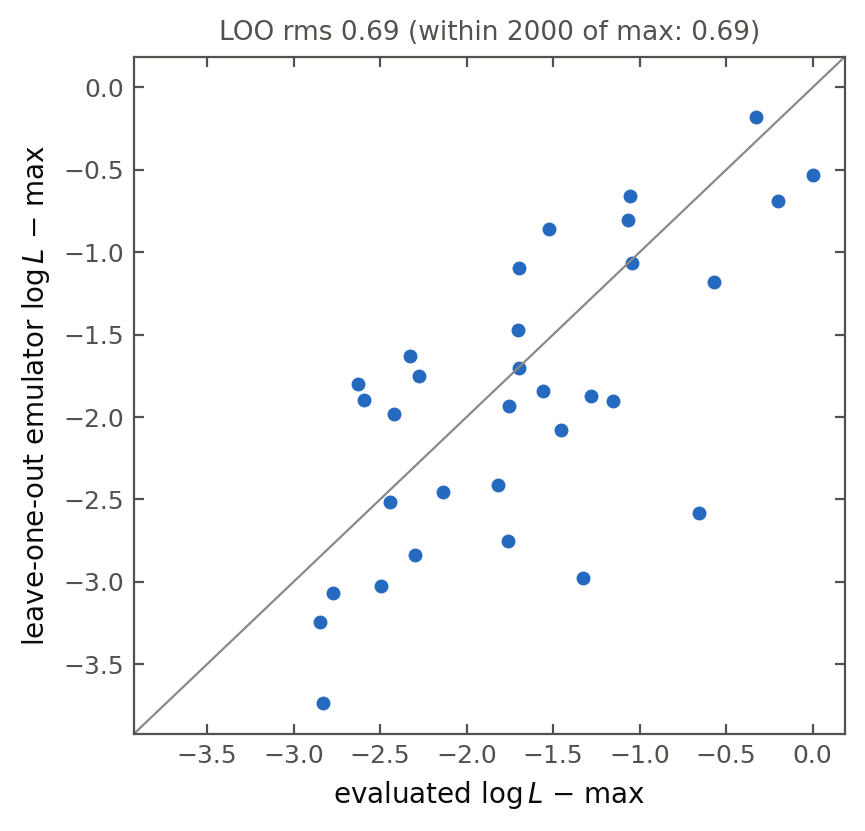 LOO rms 0.69 (within 2000 of max: 0.69)
leave-one-out emulator log L − max
0.0
−0.5
−1.0
−1.5
−2.0
−2.5
−3.0
−3.5
−3.5 −3.0 −2.5 −2.0 −1.5 −1.0 −0.5 0.0
evaluated log L − max